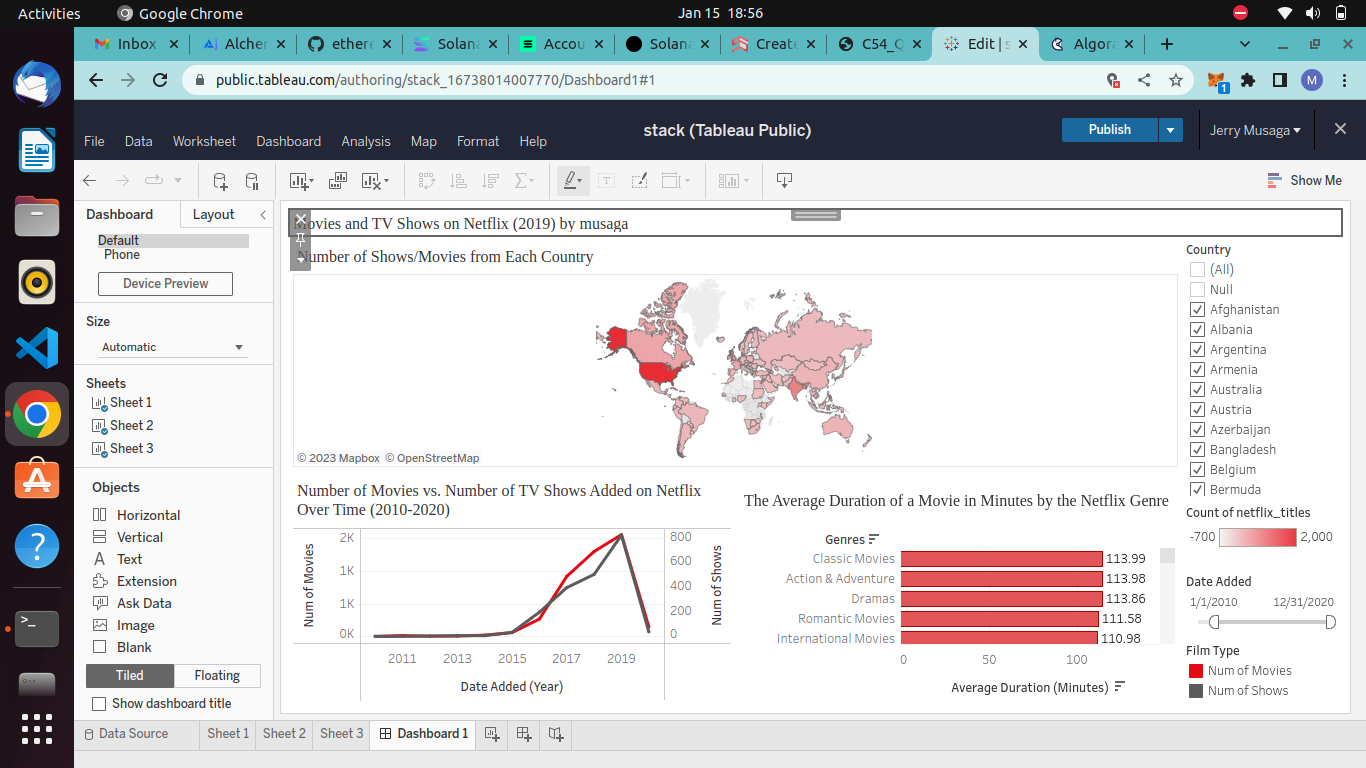 Activities
Google Chrome
Jan 15 18:56
Inbox
Alchem
ethere
Solana
Accou
Solan
Create
C54_Q
Edit | s
Algora
public.tableau.com/authoring/stack_16738014007770/Dashboard1#1
1
M
stack (Tableau Public)
File Data Worksheet Dashboard Analysis Map Format Help
Publish
Jerry Musaga
Show Me
Dashboard
Layout
Default
Phone
Device Preview
Size
Automatic
Sheets
Sheet 1
Sheet 2
Sheet 3
Objects
Horizontal
Vertical
A Text
Extension
Ask Data
Image
Blank
Tiled Floating
Show dashboard title
Movies and TV Shows on Netflix (2019) by musaga
Number of Shows/Movies from Each Country
© 2023 Mapbox © OpenStreetMap
Number of Movies vs. Number of TV Shows Added on Netflix
Over Time (2010-2020)
Num of Movies
2K
1K
1K
0K
800
600
400
200
0
Num of Shows
2011 2013 2015 2017 2019
Date Added (Year)
The Average Duration of a Movie in Minutes by the Netflix Genre
Genres
Classic Movies 113.99
Action & Adventure 113.98
Dramas 113.86
Romantic Movies 111.58
International Movies 110.98
0 50 100
Average Duration (Minutes)
Country
(All)
Null
Afghanistan
Albania
Argentina
Armenia
Australia
Austria
Azerbaijan
Bangladesh
Belgium
Bermuda
Count of netflix_titles
-700 2,000
Date Added
1/1/2010 12/31/2020
Film Type
Num of Movies
Num of Shows
Data Source Sheet 1 Sheet 2 Sheet 3 Dashboard 1